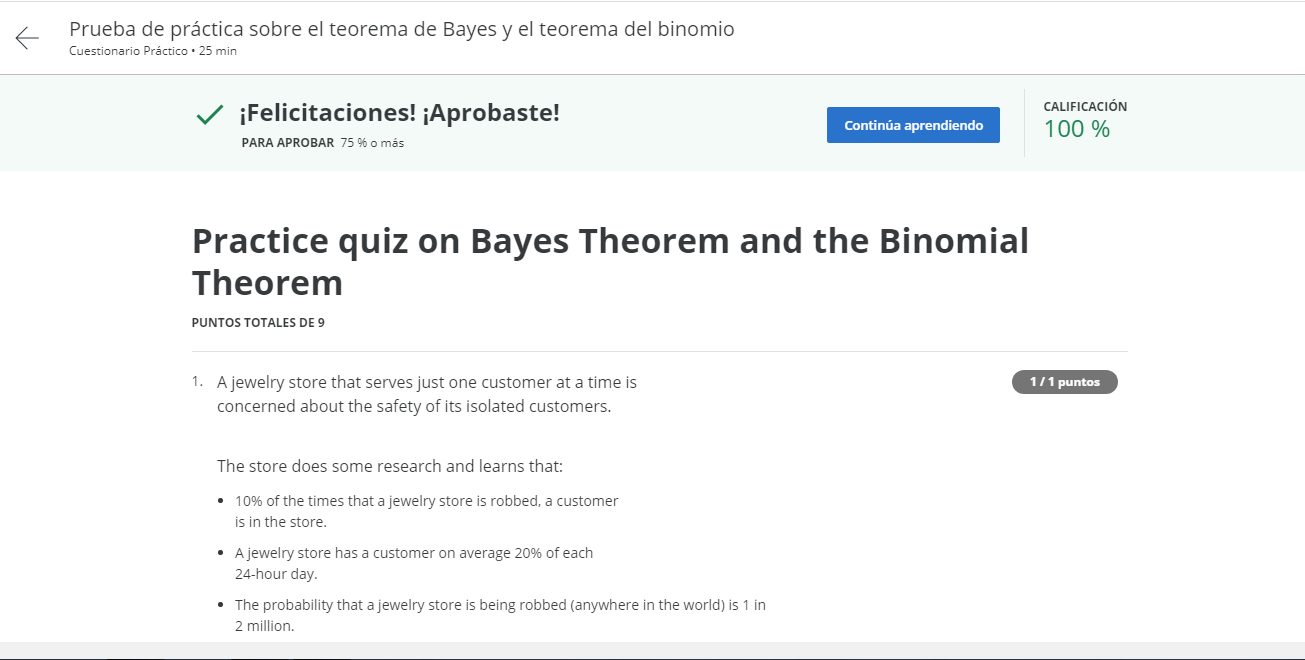 Prueba de práctica sobre el teorema de Bayes y el teorema del binomio
Cuestionario Práctico • 25 min
¡Felicitaciones! ¡Aprobaste!
PARA APROBAR 75 % o más
Continúa aprendiendo
CALIFICACIÓN
100 %
Practice quiz on Bayes Theorem and the Binomial
Theorem
PUNTOS TOTALES DE 9
1. A jewelry store that serves just one customer at a time is
concerned about the safety of its isolated customers.
1 / 1 puntos
The store does some research and learns that:
• 10% of the times that a jewelry store is robbed, a customer
is in the store.
• A jewelry store has a customer on average 20% of each
24-hour day.
• The probability that a jewelry store is being robbed (anywhere in the world) is 1 in
2 million.